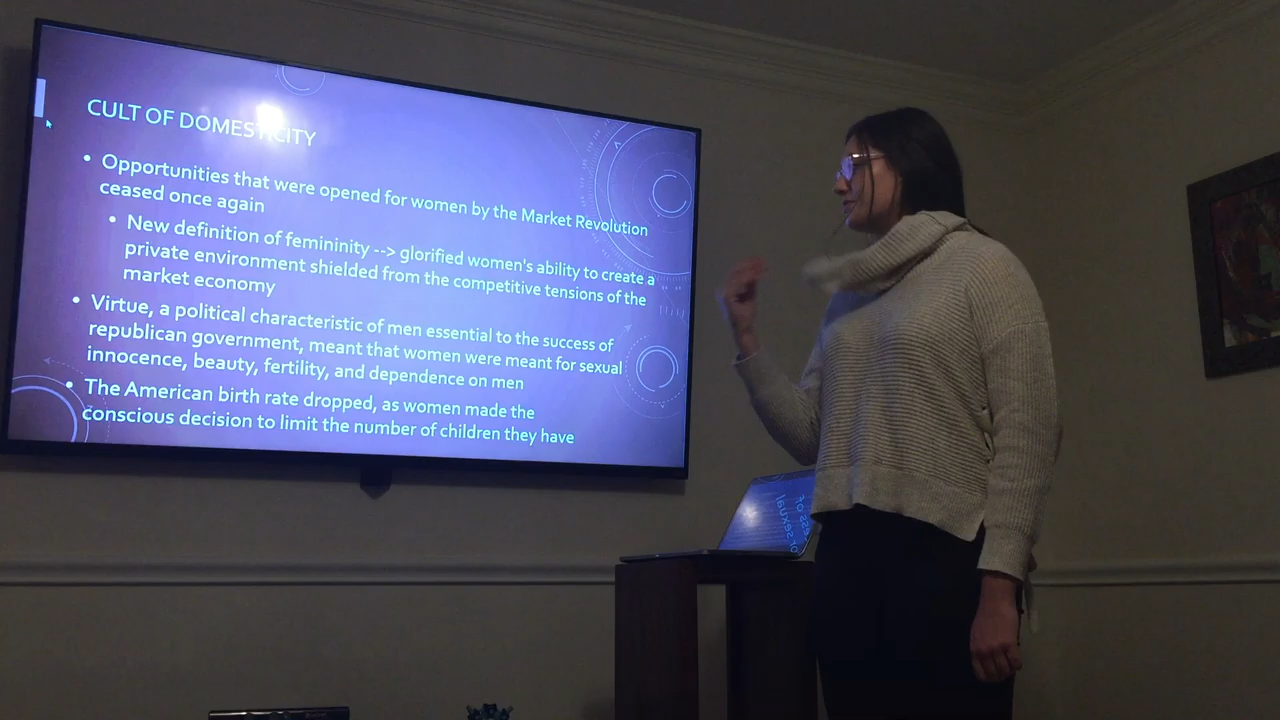 CULT OF DOMESTICITY
• Opportunities that were opened for women by the Market Revolution
ceased once again
• New definition of femininity --> glorified women's ability to create a
private environment shielded from the competitive tensions of the
market economy
• Virtue, a political characteristic of men essential to the success of
republican government, meant that women were meant for sexual
innocence, beauty, fertility, and dependence on men
• The American birth rate dropped, as women made the
conscious decision to limit the number of children they have